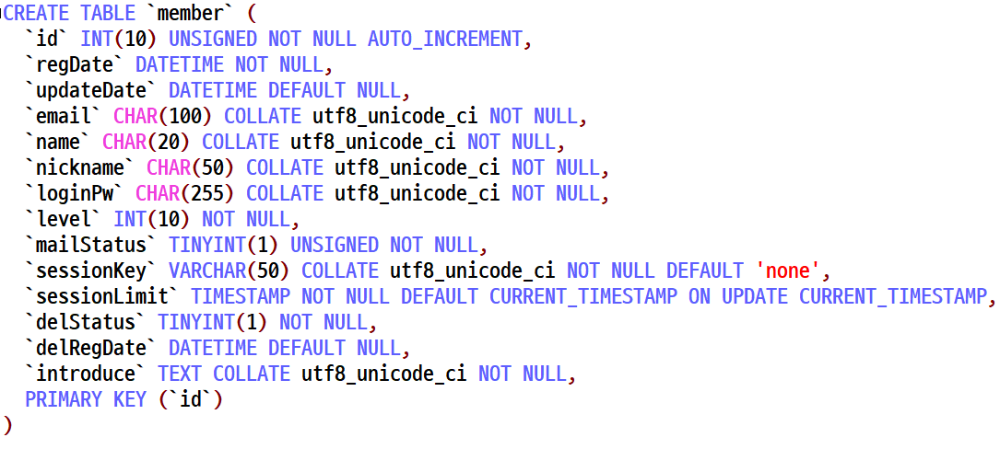 CREATE TABLE `member` (
`id` INT(10) UNSIGNED NOT NULL AUTO_INCREMENT,
`regDate` DATETIME NOT NULL,
`updateDate` DATETIME DEFAULT NULL,
`email` CHAR(100) COLLATE utf8_unicode_ci NOT NULL,
`name` CHAR(20) COLLATE utf8_unicode_ci NOT NULL,
`nickname` CHAR(50) COLLATE utf8_unicode_ci NOT NULL,
`loginPw` CHAR(255) COLLATE utf8_unicode_ci NOT NULL,
`level` INT(10) NOT NULL,
`mailStatus` TINYINT(1) UNSIGNED NOT NULL,
`sessionKey` VARCHAR(50) COLLATE utf8_unicode_ci NOT NULL DEFAULT 'none',
`sessionLimit` TIMESTAMP NOT NULL DEFAULT CURRENT_TIMESTAMP ON UPDATE CURRENT_TIMESTAMP,
`delStatus` TINYINT(1) NOT NULL,
`delRegDate` DATETIME DEFAULT NULL,
`introduce` TEXT COLLATE utf8_unicode_ci NOT NULL,
PRIMARY KEY (`id`)
)